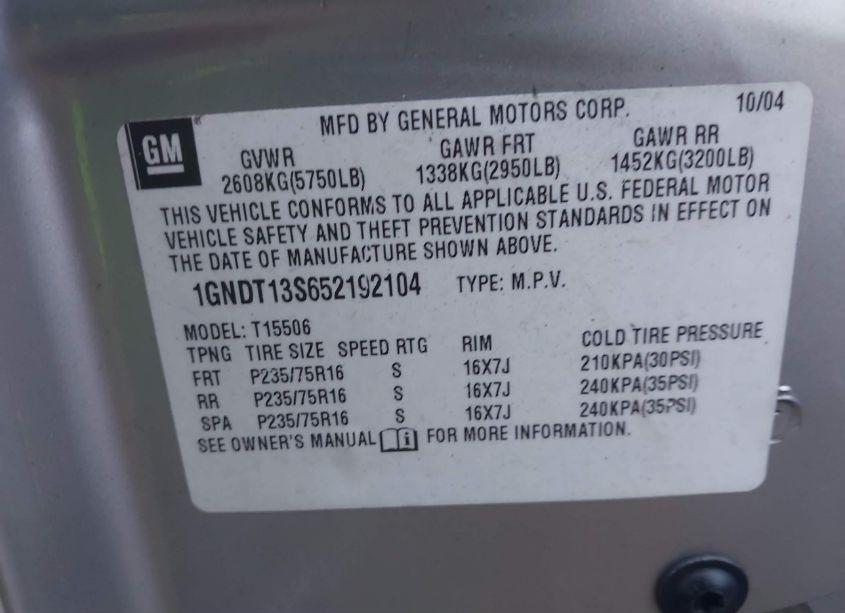 MFD BY GENERAL MOTORS CORP. 10/04
GM
GVWR GAWR FRT GAWR RR
2608KG(5750LB) 1338KG(2950LB) 1452KG(3200LB)
THIS VEHICLE CONFORMS TO ALL APPLICABLE U.S. FEDERAL MOTOR
VEHICLE SAFETY AND THEFT PREVENTION STANDARDS IN EFFECT ON
THE DATE OF MANUFACTURE SHOWN ABOVE.
1GNDT13S652192104 TYPE: M.P.V.
MODEL: T15506
TPNG TIRE SIZE SPEED RTG RIM COLD TIRE PRESSURE
FRT P235/75R16 S 16X7J 210KPA(30PSI)
RR P235/75R16 S 16X7J 240KPA(35PSI)
SPA P235/75R16 S 16X7J 240KPA(35PSI)
SEE OWNER'S MANUAL FOR MORE INFORMATION.